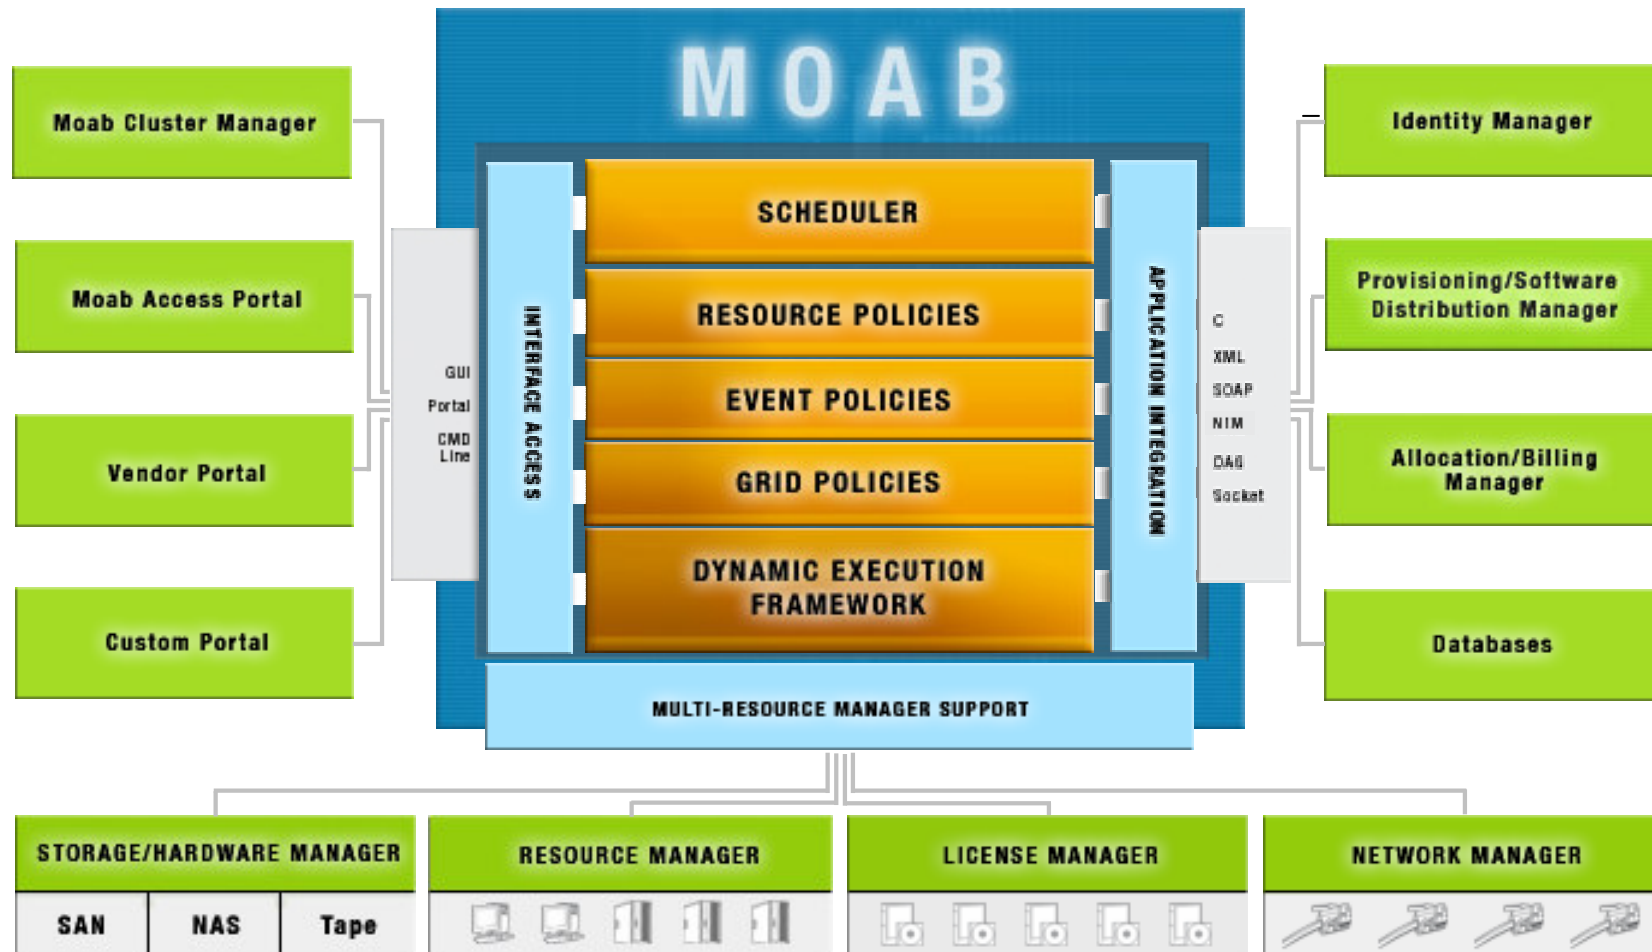 MOAB
Moab Cluster Manager
Moab Access Portal
Vendor Portal
Custom Portal
GUI
Portal
CMD
Line
INTERFACE ACCESS
SCHEDULER
RESOURCE POLICIES
EVENT POLICIES
GRID POLICIES
DYNAMIC EXECUTION
FRAMEWORK
APPLICATION INTEGRATION
C
XML
SOAP
NIM
DAG
Socket
Identity Manager
Provisioning/Software
Distribution Manager
Allocation/Billing
Manager
Databases
MULTI-RESOURCE MANAGER SUPPORT
STORAGE/HARDWARE MANAGER
SAN
NAS
Tape
RESOURCE MANAGER
LICENSE MANAGER
NETWORK MANAGER